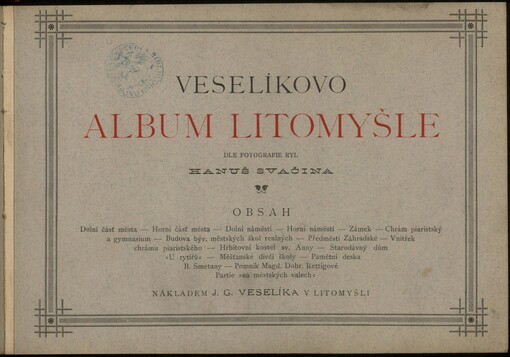 VESELÍKOVO
ALBUM LITOMYŠLE
DLE FOTOGRAFIE RYL
HANUŠ SVAČINA
OBSAH
Dolní část města — Horní část města — Dolní náměstí — Horní náměstí — Zámek — Chrám piaristský
a gymnasium — Budova býv. městských škol reálných — Předměstí Záhradské — Vnitřek
chrámu piaristského — Hřbitovní kostel sv. Anny — Starodávný dům
»U rytířů« — Měšťanské dívčí školy — Pamětní deska
B. Smetany — Pomník Magd. Dobr. Rettigové
Partie »na městských valech«
NÁKLADEM J. G. VESELÍKA V LITOMYŠLI